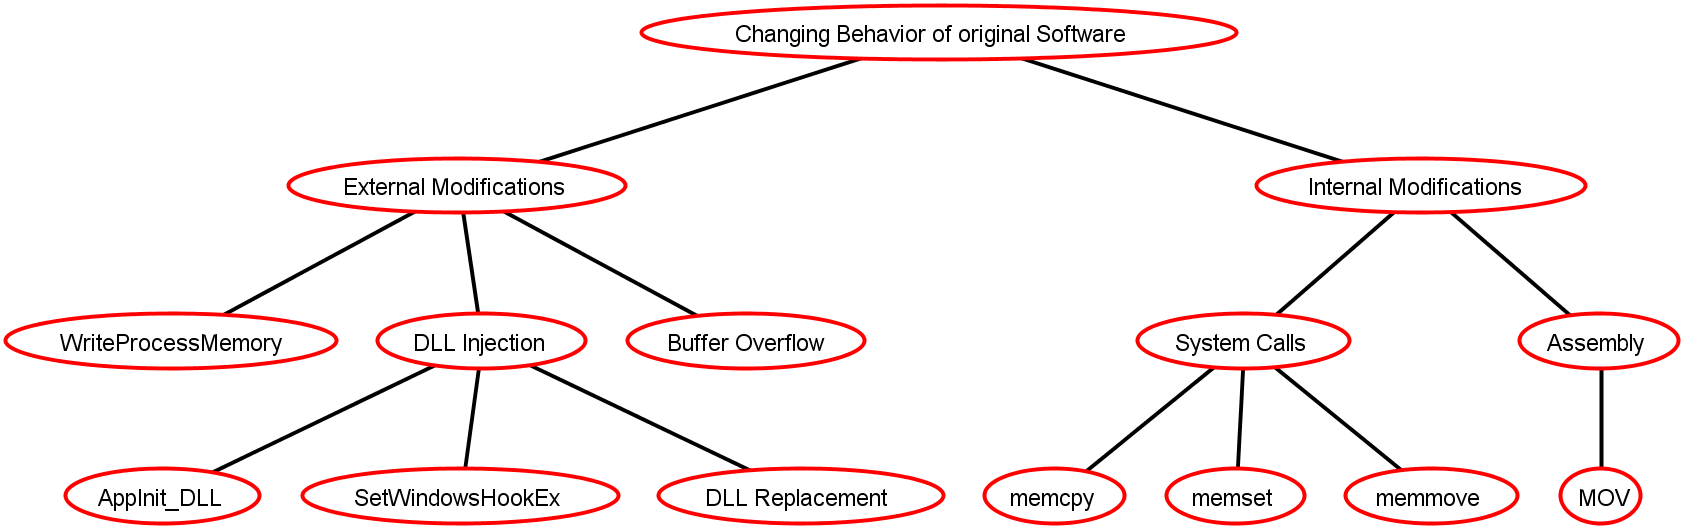 Changing Behavior of original Software
External Modifications
Internal Modifications
WriteProcessMemory
DLL Injection
Buffer Overflow
System Calls
Assembly
AppInit_DLL
SetWindowsHookEx
DLL Replacement
memcpy
memset
memmove
MOV